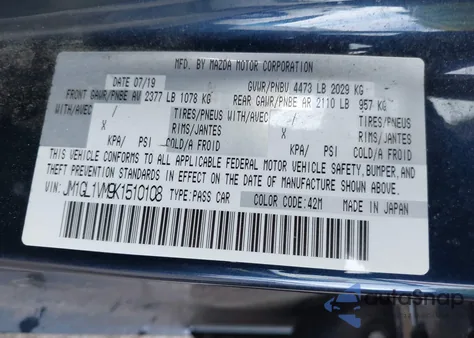 MFD. BY MAZDA MOTOR CORPORATION
DATE 07/19 GVWR/PNBV 4473 LB 2029 KG
FRONT GAWR/PNBE AV 2377 LB 1078 KG REAR GAWR/PNBE AR 2110 LB 957 KG
WITH/AVEC / TIRES/PNEUS WITH/AVEC / TIRES/PNEUS
X RIMS/JANTES X RIMS/JANTES
KPA/ PSI COLD/A FROID KPA/ PSI COLD/A FROID
THIS VEHICLE CONFORMS TO ALL APPLICABLE FEDERAL MOTOR VEHICLE SAFETY, BUMPER, AND
THEFT PREVENTION STANDARDS IN EFFECT ON THE DATE OF MANUFACTURE SHOWN ABOVE.
VIN: JM1GL1VM9K1510108 TYPE:PASS CAR COLOR CODE:42M MADE IN JAPAN
AutoSnap